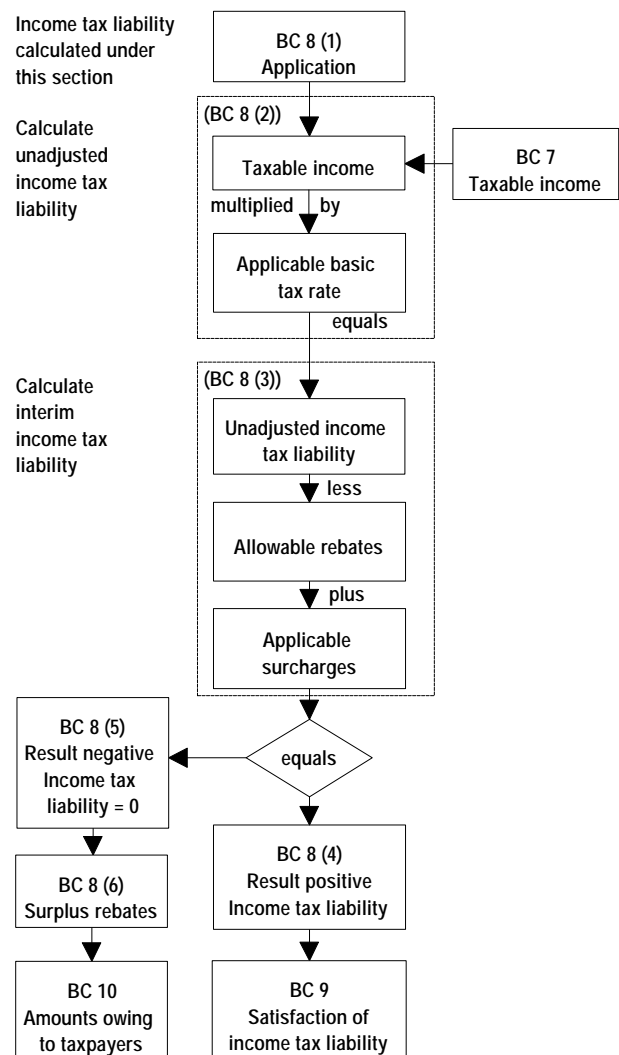 Income tax liability
calculated under
this section
BC 8 (1)
Application
Calculate
unadjusted
income tax
liability
(BC 8 (2))
Taxable income
BC 7
Taxable income
multiplied by
Applicable basic
tax rate
equals
Calculate
interim
income tax
liability
(BC 8 (3))
Unadjusted income
tax liability
less
Allowable rebates
plus
Applicable
surcharges
equals
BC 8 (5)
Result negative
Income tax
liability = 0
BC 8 (4)
Result positive
Income tax liability
BC 8 (6)
Surplus rebates
BC 10
Amounts owing
to taxpayers
BC 9
Satisfaction of
income tax liability